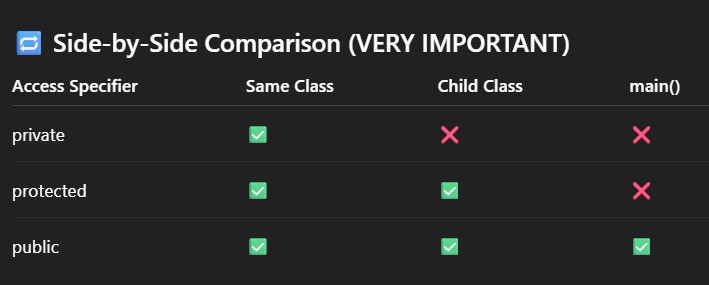 🔁 Side-by-Side Comparison (VERY IMPORTANT)
Access Specifier Same Class Child Class main()
private ✅ ❌ ❌
protected ✅ ✅ ❌
public ✅ ✅ ✅